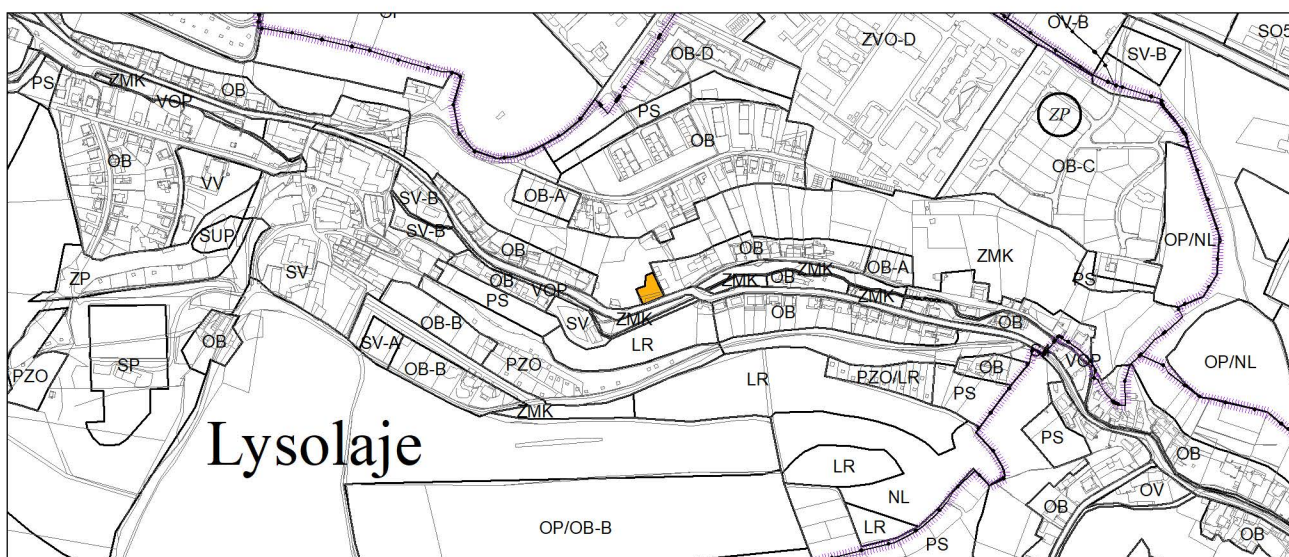 OP
OV-B
SO5
OB-D
ZVO-D
SV-B
PS
ZMK
OB
VOP
PS
ZP
OB
OB
VV
OB-C
SV-B
OB-A
SUP
SV-B
OB
OB
ZMK
OP/NL
ZP
SV
OB
PS
VOP
ZMK
OB
ZMK
OB-A
ZMK
PS
SV
ZMK
OB
OB
OB-B
LR
SV-A
OB
SP
PZO
OB-B
PZO
LR
PZO/LR
PS
OB
VOP
OP/NL
ZMK
Lysolaje
PS
OB
LR
NL
OV
OB
LR
PS
OB
OP/OB-B